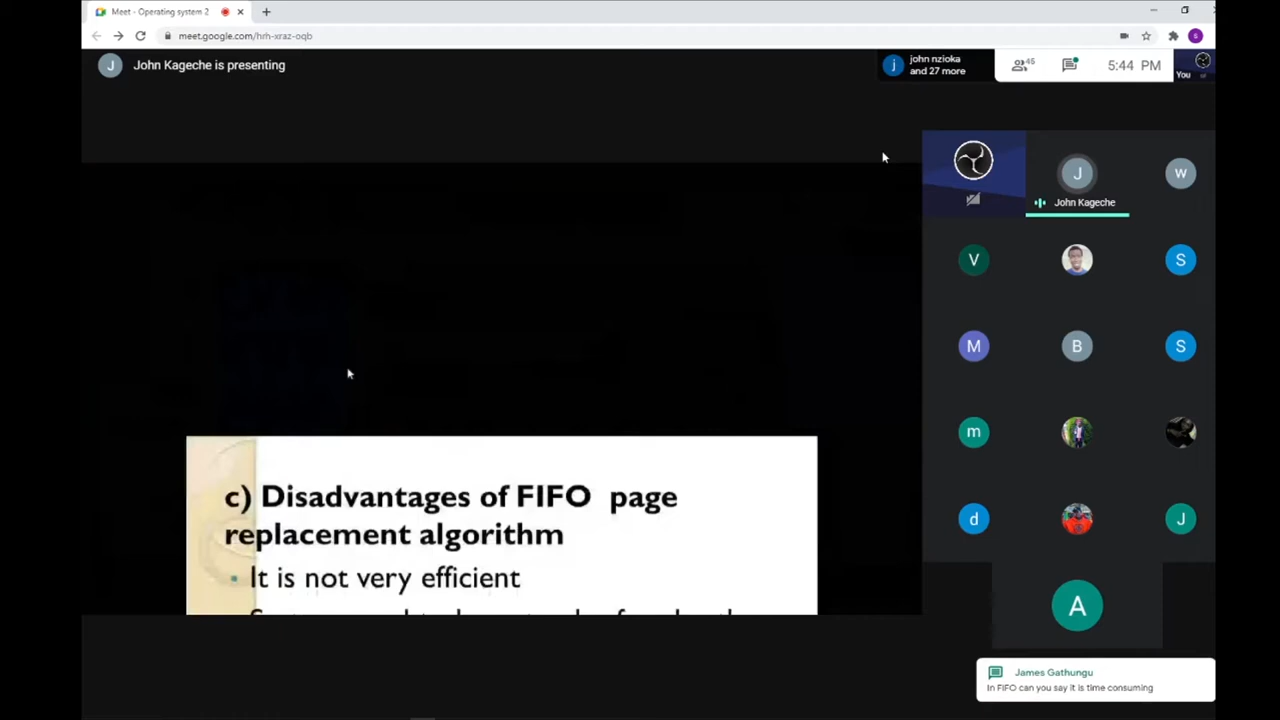 Meet - Operating system 2
meet.google.com/hrh-xraz-oqb
John Kageche is presenting
j
john nzioka
and 27 more
45
5:44 PM
You
J
J
w
John Kageche
V
S
M
B
S
m
d
J
A
c) Disadvantages of FIFO page
replacement algorithm
• It is not very efficient
James Gathungu
In FIFO can you say it is time consuming